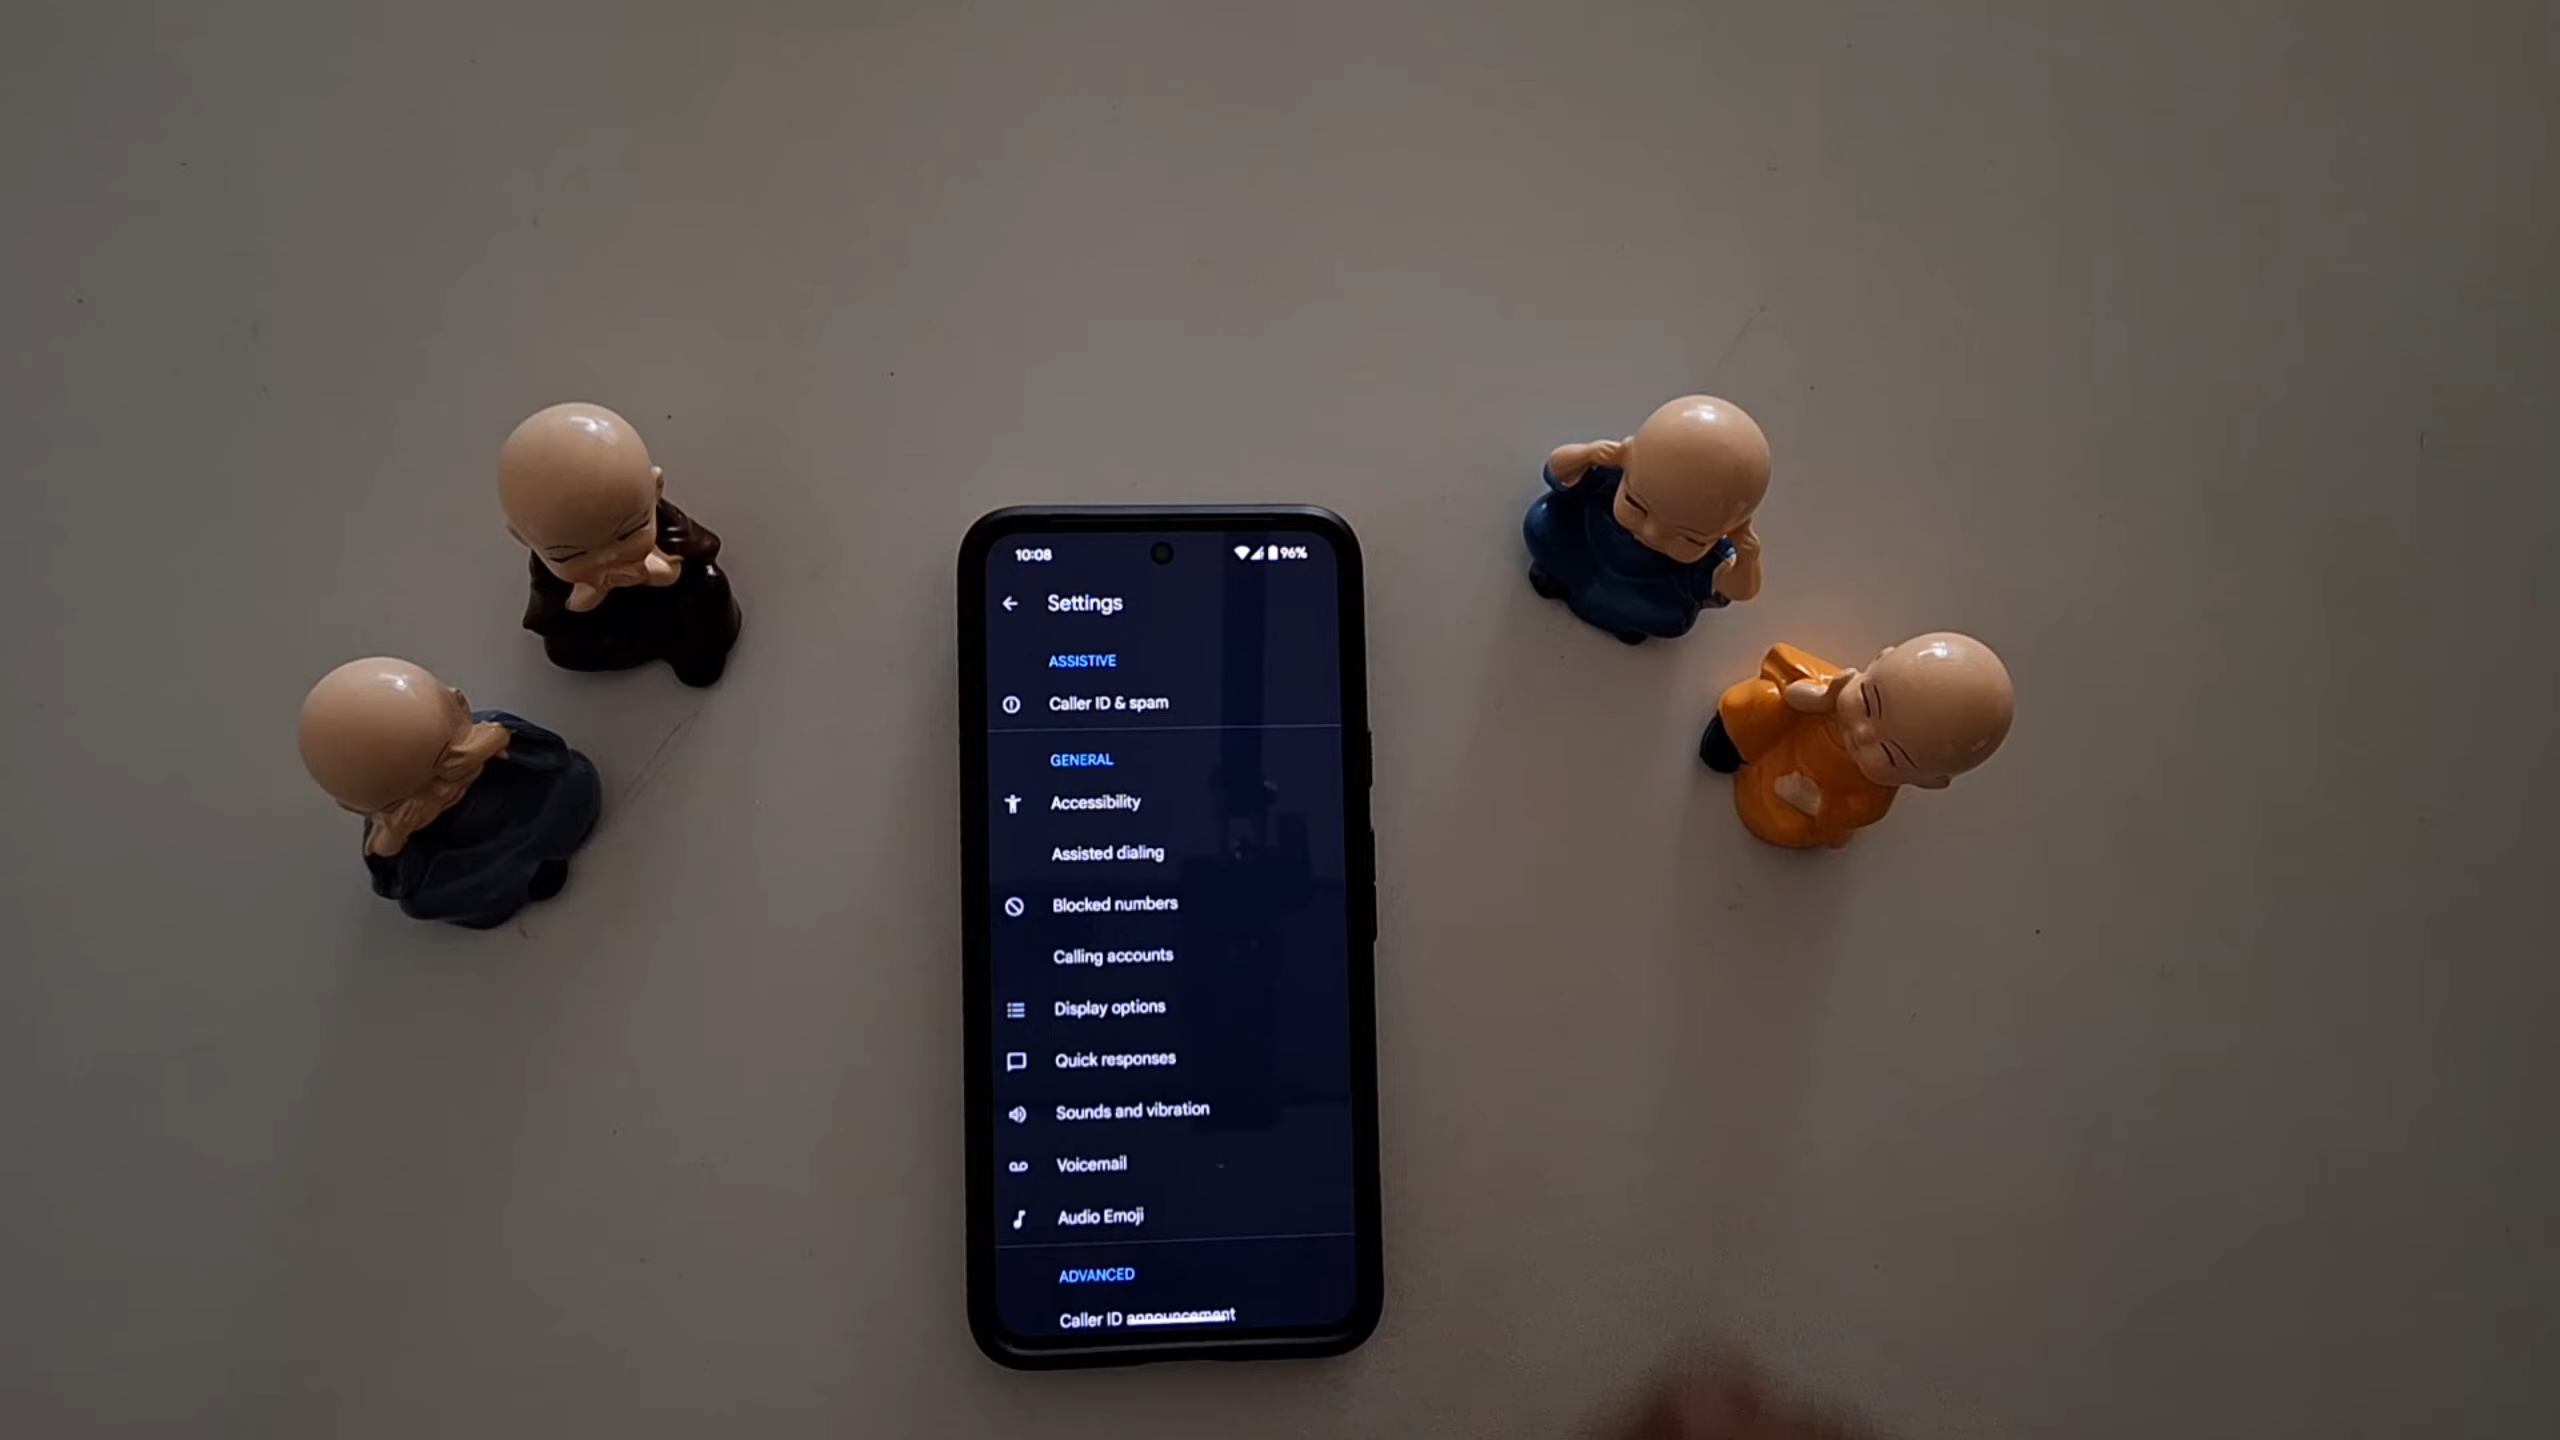 10:08
96%
Settings
ASSISTIVE
Caller ID & spam
GENERAL
Accessibility
Assisted dialing
Blocked numbers
Calling accounts
Display options
Quick responses
Sounds and vibration
Voicemail
Audio Emoji
ADVANCED
Caller ID announcement